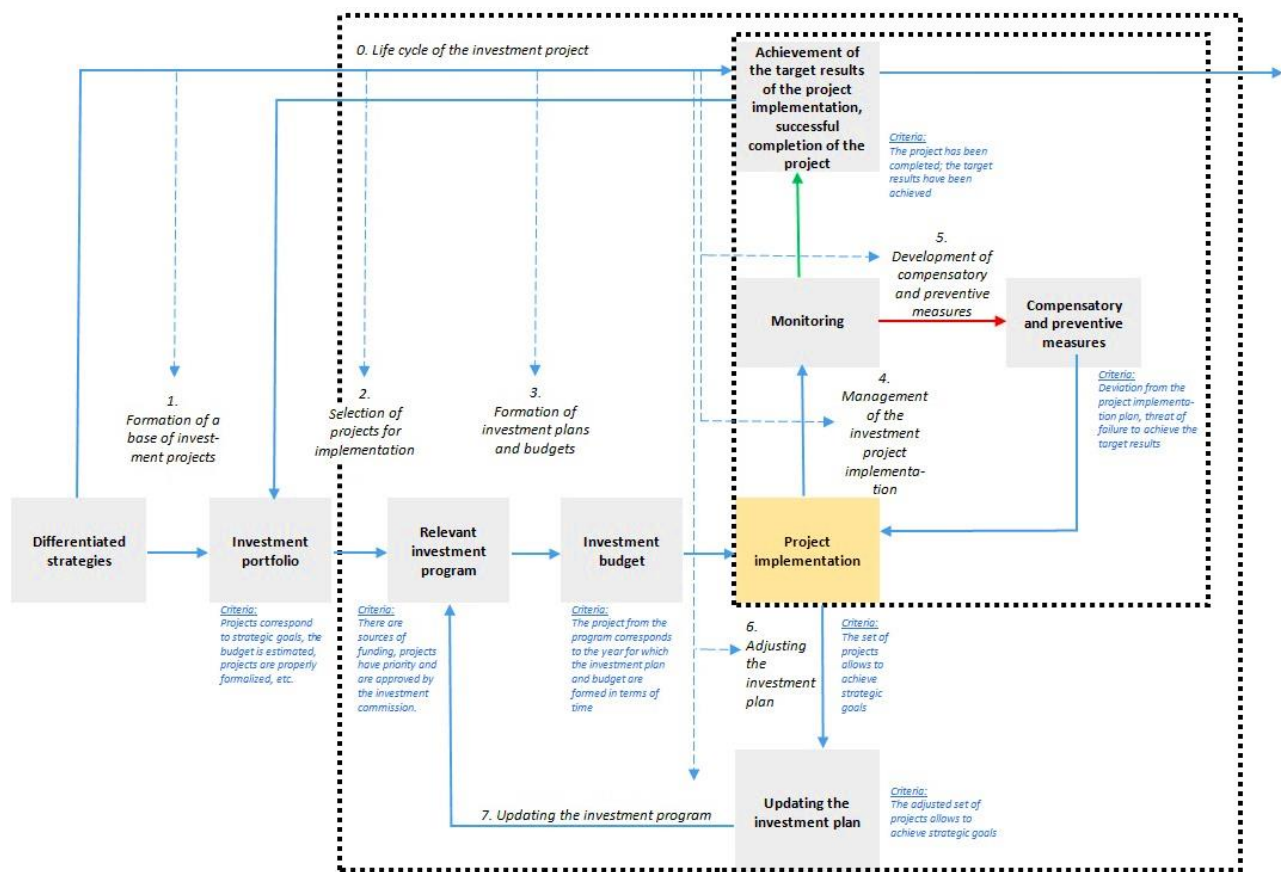 0. Life cycle of the investment project
Achievement of
the target results
of the project
implementation,
successful
completion of the
project
Criteria:
The project has been
completed; the target
results have been
achieved
5.
Development of
compensatory
and preventive
measures
Monitoring
Compensatory
and preventive
measures
Criteria:
Deviation from the
project implementa-
tion plan, threat of
failure to achieve the
target results
1.
Formation of a
base of invest-
ment projects
2.
Selection of
projects for
implementation
3.
Formation of
investment plans
and budgets
4.
Management
of the
investment
project
implementa-
tion
Differentiated
strategies
Investment
portfolio
Relevant
investment
program
Investment
budget
Project
implementation
Criteria:
Projects correspond
to strategic goals, the
budget is estimated,
projects are properly
formalized, etc.
Criteria:
There are
sources of
funding, projects
have priority and
are approved by
the investment
commission.
Criteria:
The project from the
program corresponds
to the year for which
the investment plan
and budget are
formed in terms of
time
6.
Adjusting
the
investment
plan
Criteria:
The set of
projects
allows to
achieve
strategic
goals
7. Updating the investment program
Updating the
investment plan
Criteria:
The adjusted set of
projects allows to
achieve strategic goals